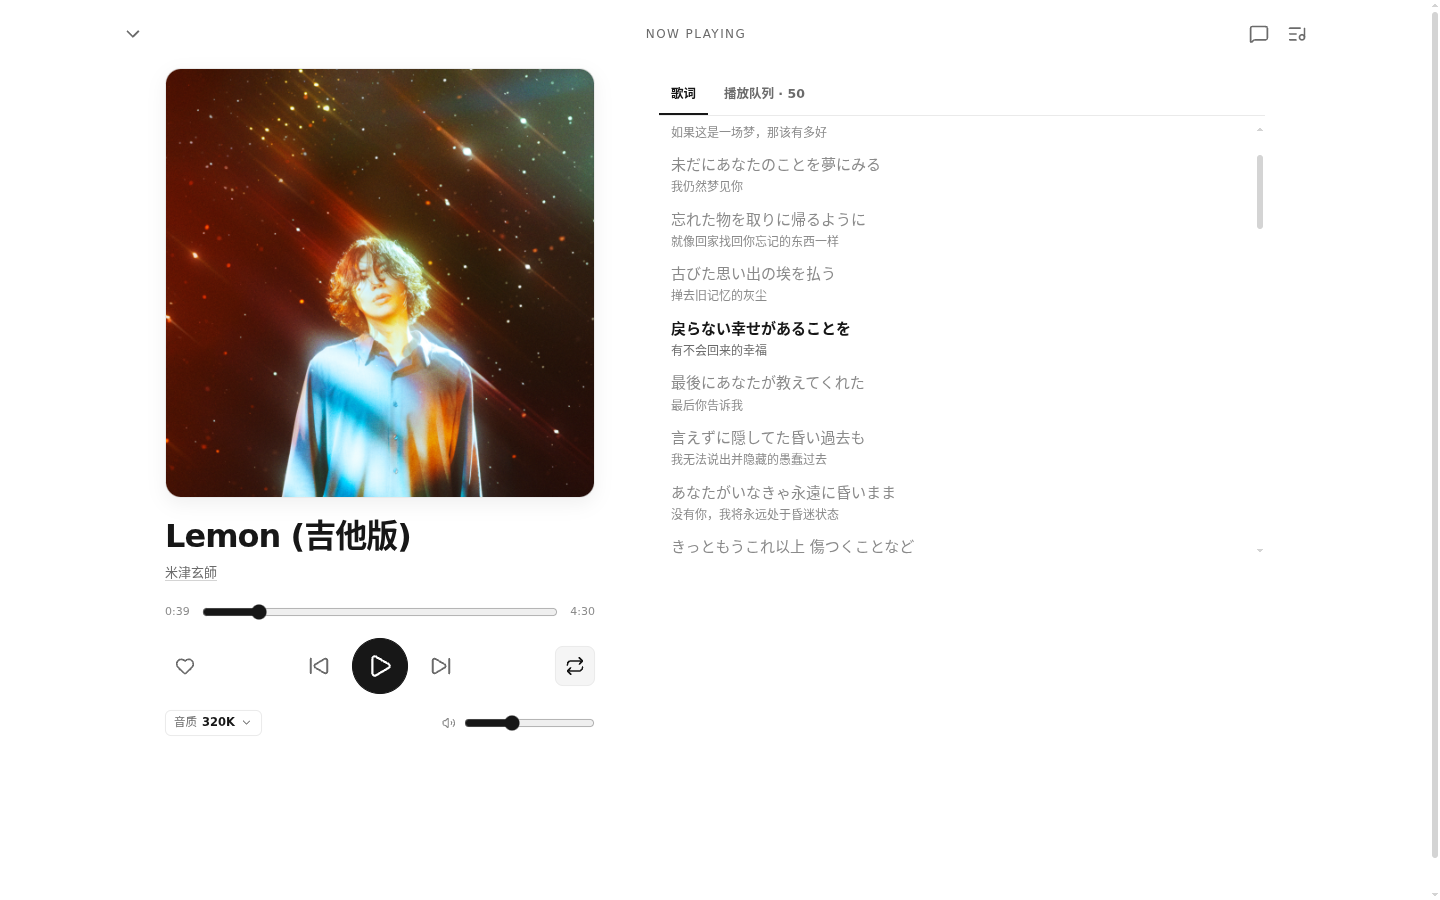 NOW PLAYING
歌词
播放队列 · 50
如果这是一场梦，那该有多好
未だにあなたのことを夢にみる
我仍然梦见你
忘れた物を取りに帰るように
就像回家找回你忘记的东西一样
古びた思い出の埃を払う
掸去旧记忆的灰尘
戻らない幸せがあることを
有不会回来的幸福
最後にあなたが教えてくれた
最后你告诉我
言えずに隠してた昏い過去も
我无法说出并隐藏的愚蠢过去
あなたがいなきゃ永遠に昏いまま
没有你，我将永远处于昏迷状态
きっともうこれ以上 傷つくことなど
Lemon (吉他版)
米津玄師
0:39
4:30
音质 320K